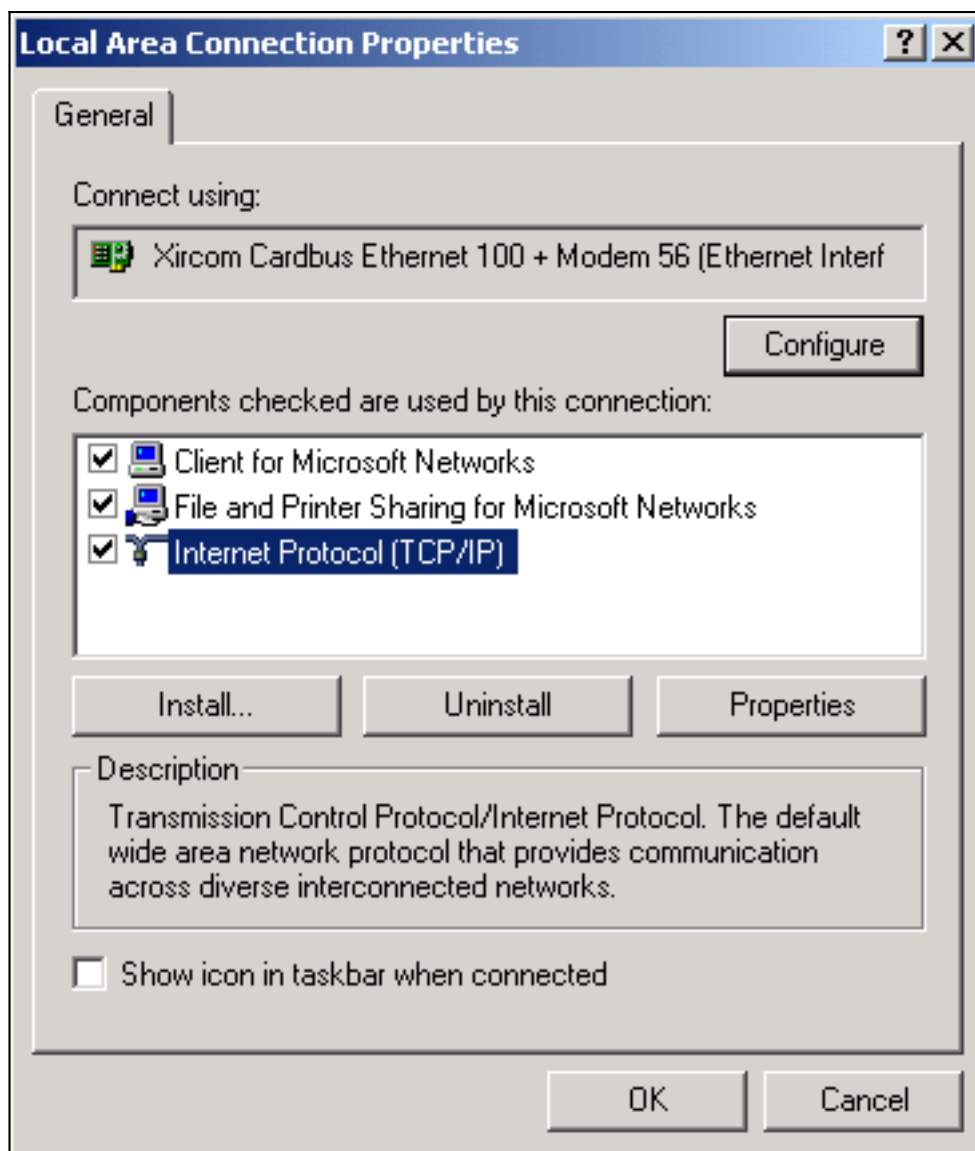 Local Area Connection Properties
General
Connect using:
Xircom Cardbus Ethernet 100 + Modem 56 (Ethernet Interf
Configure
Components checked are used by this connection:
Client for Microsoft Networks
File and Printer Sharing for Microsoft Networks
Internet Protocol (TCP/IP)
Install... Uninstall Properties
Description
Transmission Control Protocol/Internet Protocol. The default
wide area network protocol that provides communication
across diverse interconnected networks.
Show icon in taskbar when connected
OK Cancel